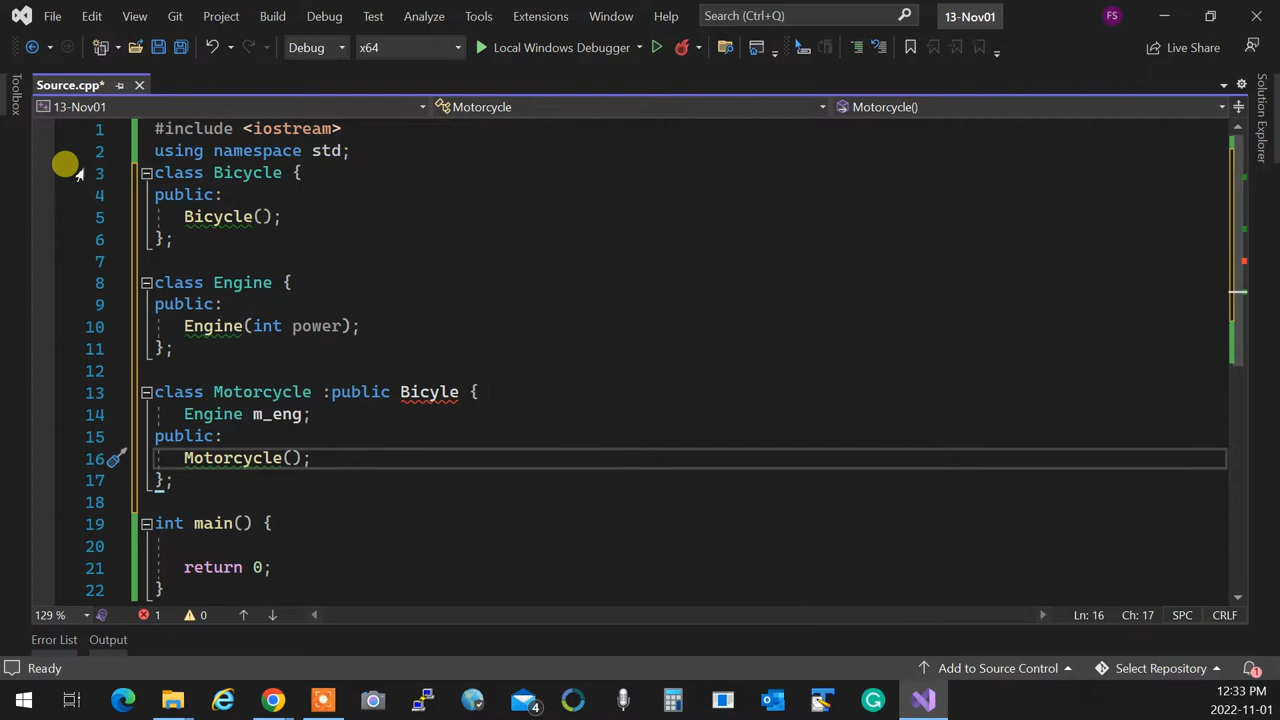 File Edit View Git Project Build Debug Test Analyze Tools Extensions Window Help Search (Ctrl+Q) 13-Nov01 FS
Debug x64 Local Windows Debugger Live Share
Toolbox
Source.cpp*
Solution Explorer
13-Nov01 Motorcycle Motorcycle()
1 #include <iostream>
2 using namespace std;
3 class Bicycle {
4 public:
5 Bicycle();
6 };
7
8 class Engine {
9 public:
10 Engine(int power);
11 };
12
13 class Motorcycle :public Bicyle {
14 Engine m_eng;
15 public:
16 Motorcycle();
17 };
18
19 int main() {
20
21 return 0;
22 }
129 % 1 0 Ln: 16 Ch: 17 SPC CRLF
Error List Output
Ready Add to Source Control Select Repository 1
4 12:33 PM
2022-11-01